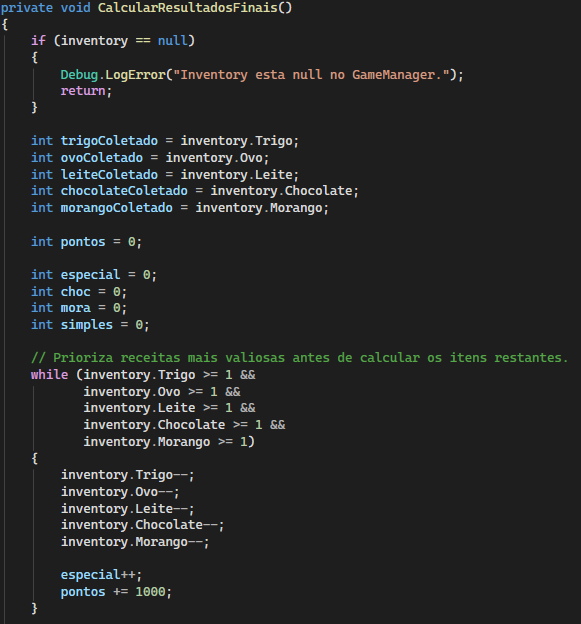 private void CalcularResultadosFinais()
{
    if (inventory == null)
    {
        Debug.LogError("Inventory esta null no GameManager.");
        return;
    }

    int trigoColetado = inventory.Trigo;
    int ovoColetado = inventory.Ovo;
    int leiteColetado = inventory.Leite;
    int chocolateColetado = inventory.Chocolate;
    int morangoColetado = inventory.Morango;

    int pontos = 0;

    int especial = 0;
    int choc = 0;
    int mora = 0;
    int simples = 0;

    // Prioriza receitas mais valiosas antes de calcular os itens restantes.
    while (inventory.Trigo >= 1 &&
           inventory.Ovo >= 1 &&
           inventory.Leite >= 1 &&
           inventory.Chocolate >= 1 &&
           inventory.Morango >= 1)
    {
        inventory.Trigo--;
        inventory.Ovo--;
        inventory.Leite--;
        inventory.Chocolate--;
        inventory.Morango--;

        especial++;
        pontos += 1000;
    }